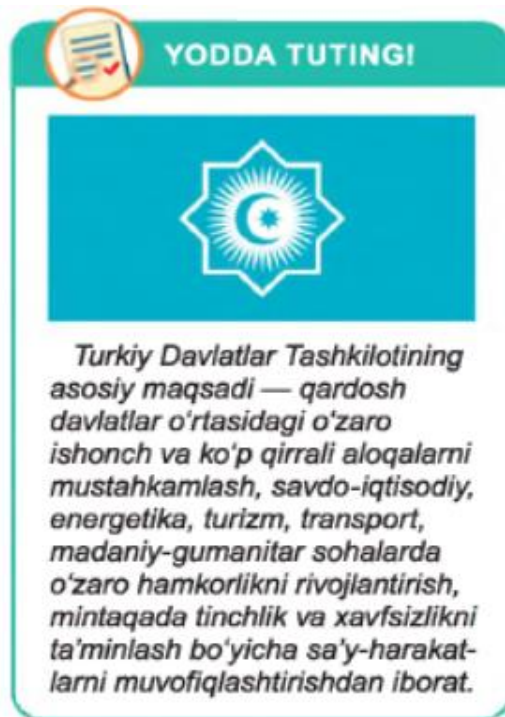 YODDA TUTING!
Turkiy Davlatlar Tashkilotining
asosiy maqsadi — qardosh
davlatlar o‘rtasidagi o‘zaro
ishonch va ko‘p qirrali aloqalarni
mustahkamlash, savdo-iqtisodiy,
energetika, turizm, transport,
madaniy-gumanitar sohalarda
o‘zaro hamkorlikni rivojlantirish,
mintaqada tinchlik va xavfsizlikni
ta’minlash bo‘yicha sa’y-harakat-
larni muvofiqlashtirishdan iborat.